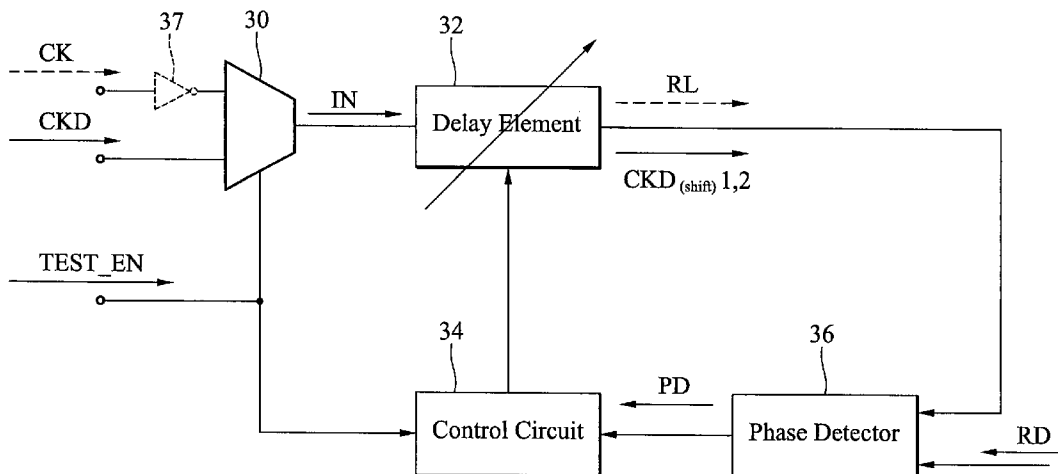 37
30
32
CK
RL
IN
CKD
Delay Element
CKD (shift) 1,2
TEST_EN
34
36
PD
Control Circuit
Phase Detector
RD